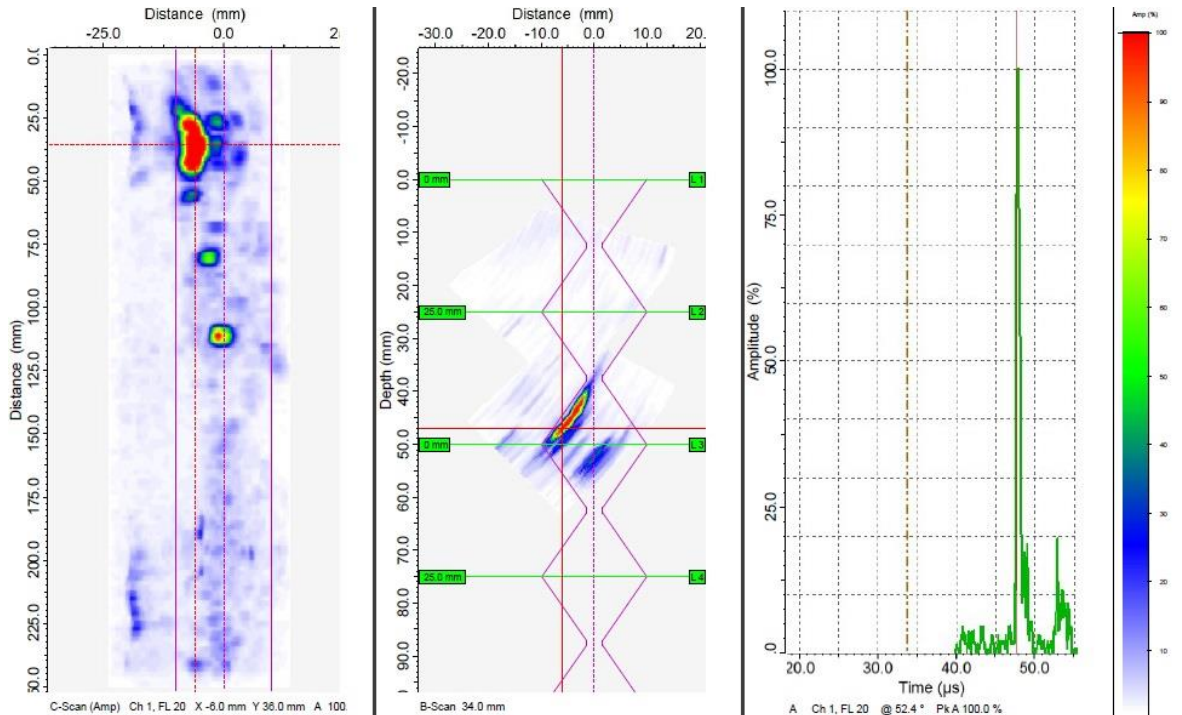 Distance (mm)
-25.0 0.0
0.
25.0
50.0
75.0
100.0
125.0
150.0
175.0
200.0
225.0
50.
Distance (mm)
C-Scan (Amp) Ch 1, FL 20 X -6.0 mm Y 36.0 mm A 100.
Distance (mm)
-30.0 -20.0 -10.0 0.0 10.0 20.
-20.0
-10.0
0.0
10.0
20.0
30.0
40.0
50.0
60.0
70.0
80.0
90.0
Depth (mm)
0 mm L 1
25.0 mm L 2
0 mm L 3
25.0 mm L 4
B-Scan 34.0 mm
100.0
75.0
50.0
25.0
.0
Amplitude (%)
20.0 30.0 40.0 50.0
Time (µs)
A Ch 1, FL 20 @ 52.4 ° Pk A 100.0 %
Amp (%)
100
90
80
70
60
50
40
30
20
10